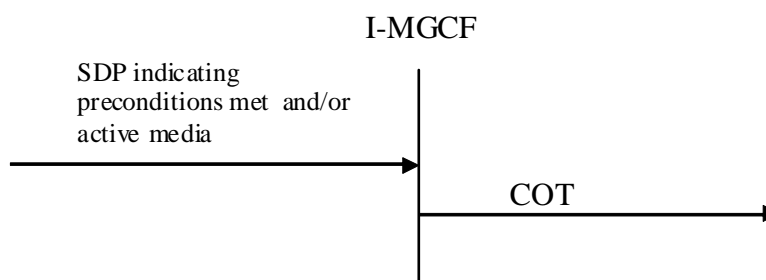 I-MGCF
SDP indicating
preconditions met and/or
active media
COT